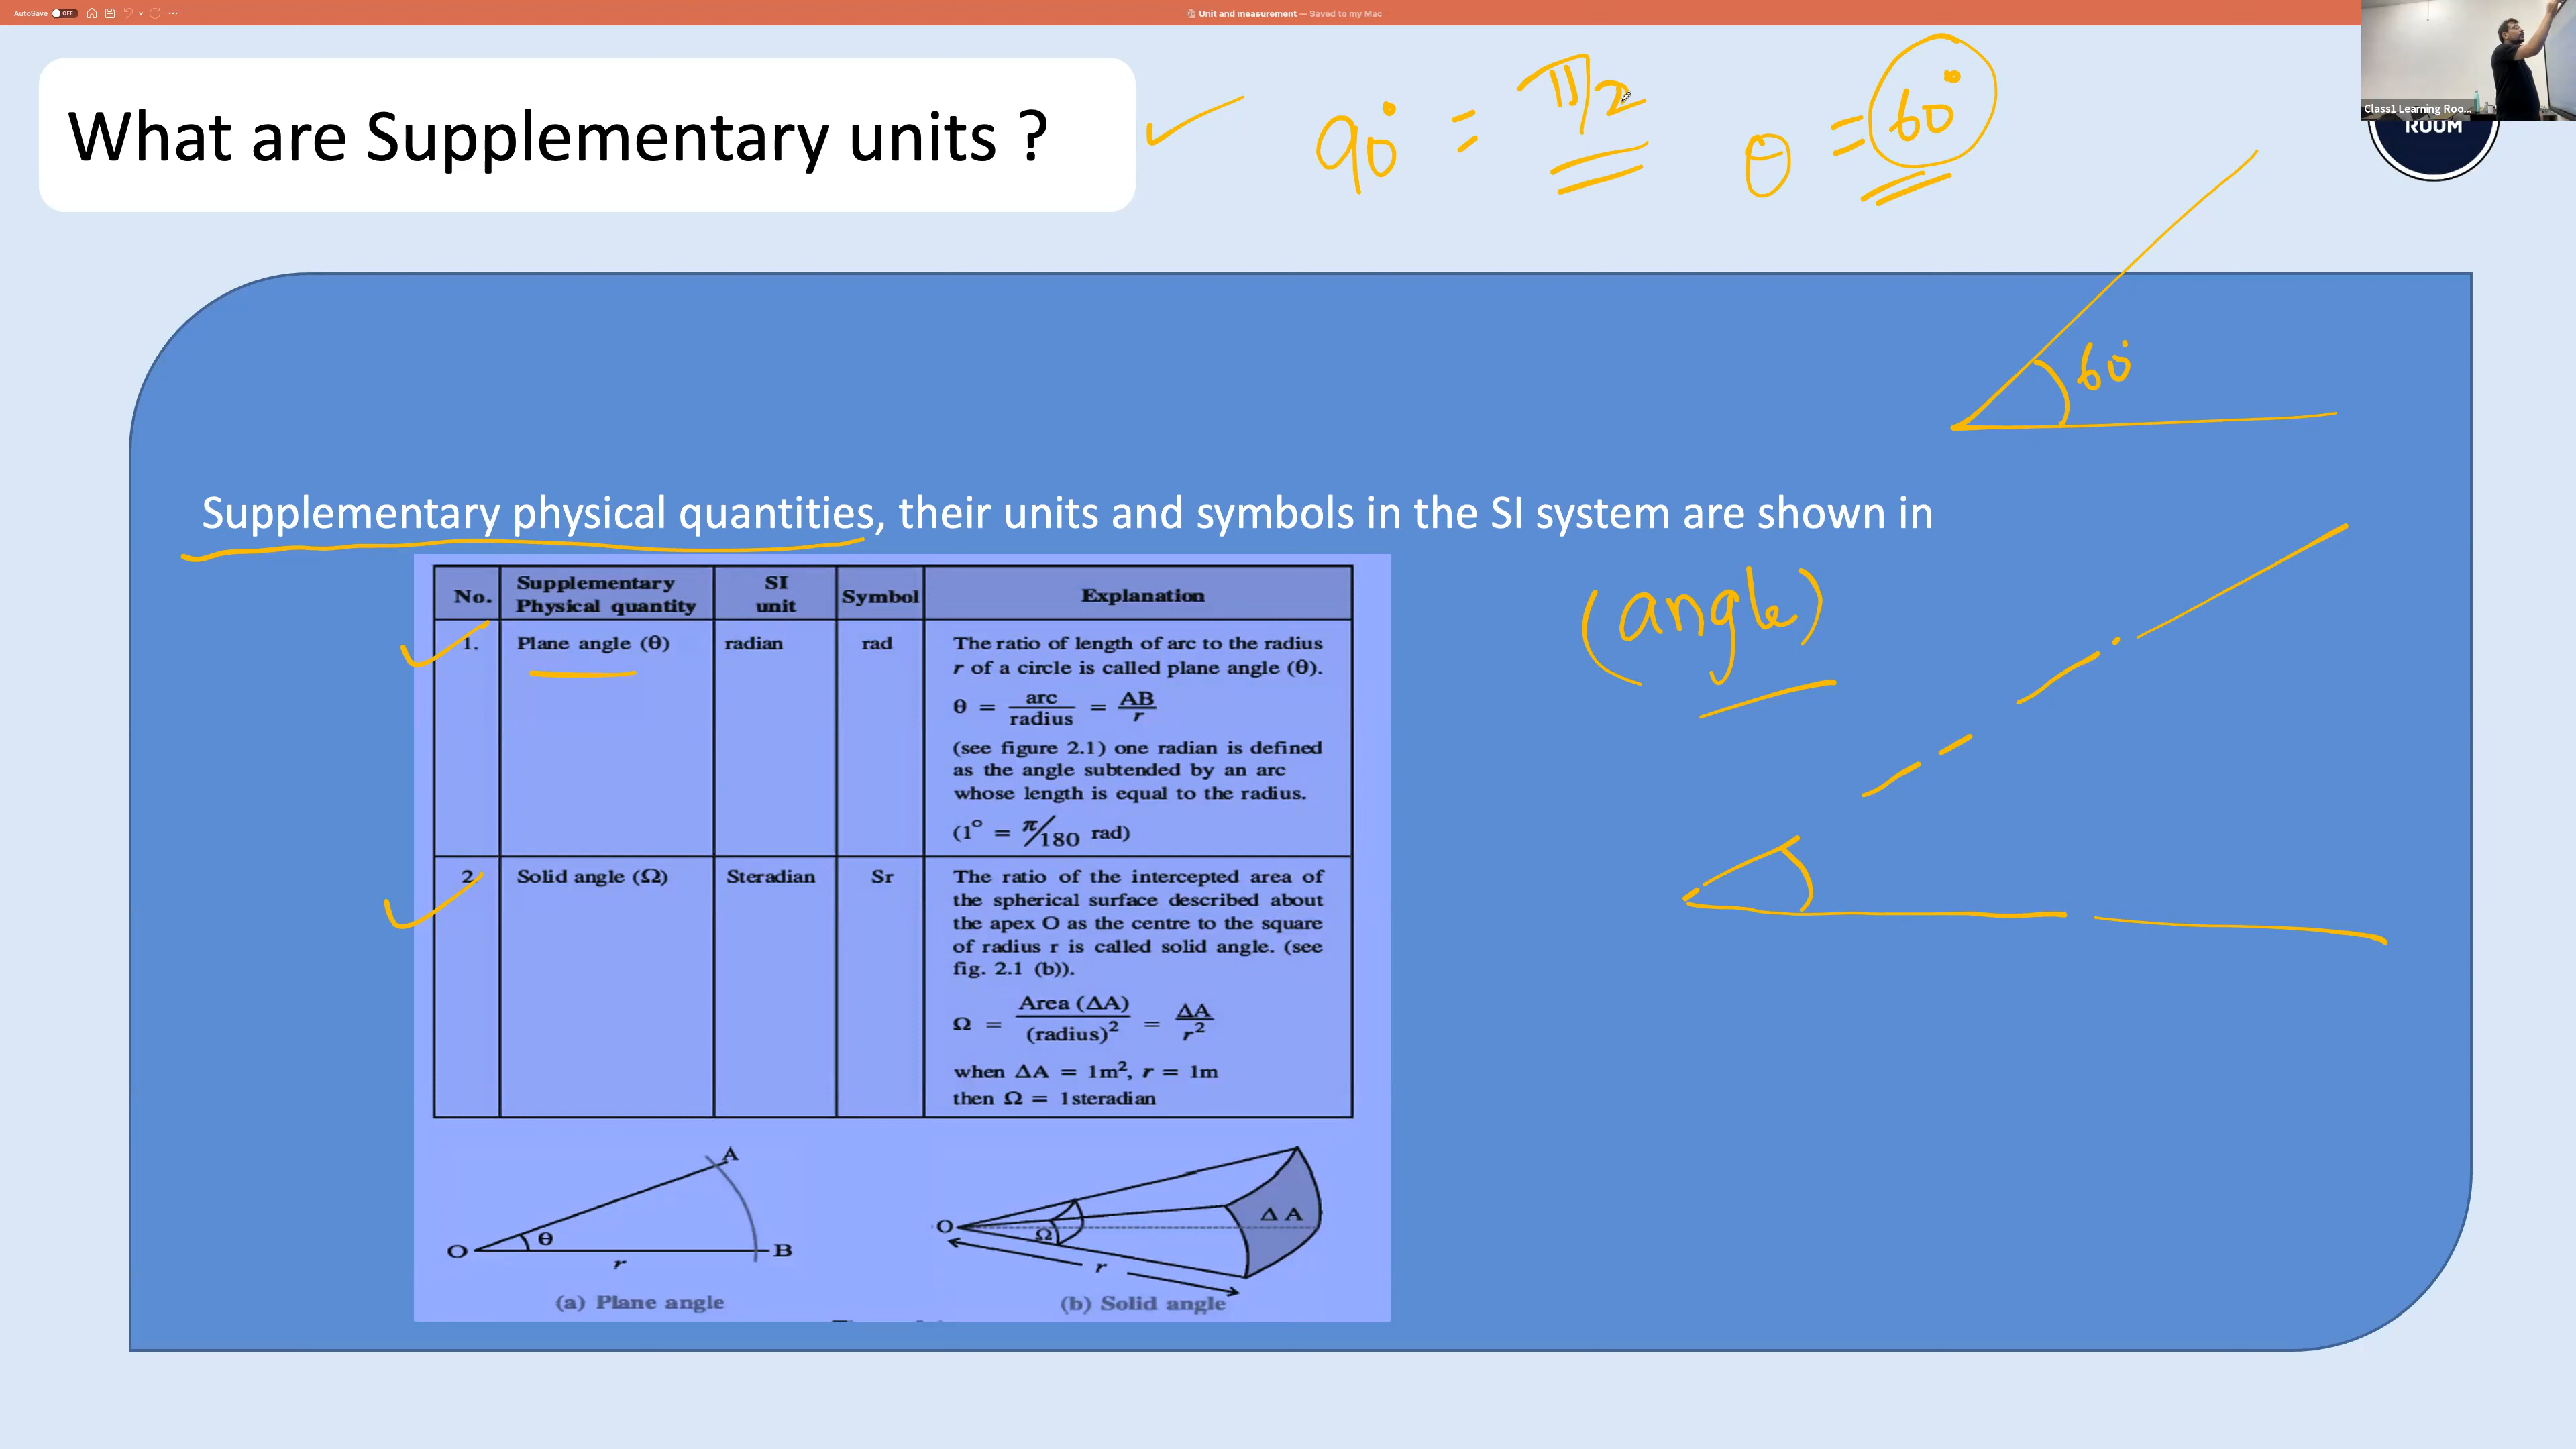 AutoSave OFF
Unit and measurement — Saved to my Mac
Class1 Learning Roo...
ROOM
What are Supplementary units ?
90° = π/2 θ = 60°
60°
Supplementary physical quantities, their units and symbols in the SI system are shown in
(angle)
No. Supplementary Physical quantity SI unit Symbol Explanation
1. Plane angle (θ) radian rad The ratio of length of arc to the radius
r of a circle is called plane angle (θ).
θ = arc/radius = AB/r
(see figure 2.1) one radian is defined
as the angle subtended by an arc
whose length is equal to the radius.
(1° = π/180 rad)
2 Solid angle (Ω) Steradian Sr The ratio of the intercepted area of
the spherical surface described about
the apex O as the centre to the square
of radius r is called solid angle. (see
fig. 2.1 (b)).
Ω = Area (ΔA)/(radius)² = ΔA/r²
when ΔA = 1m², r = 1m
then Ω = 1steradian
A
O θ B
r
(a) Plane angle
O Ω ΔA
r
(b) Solid angle